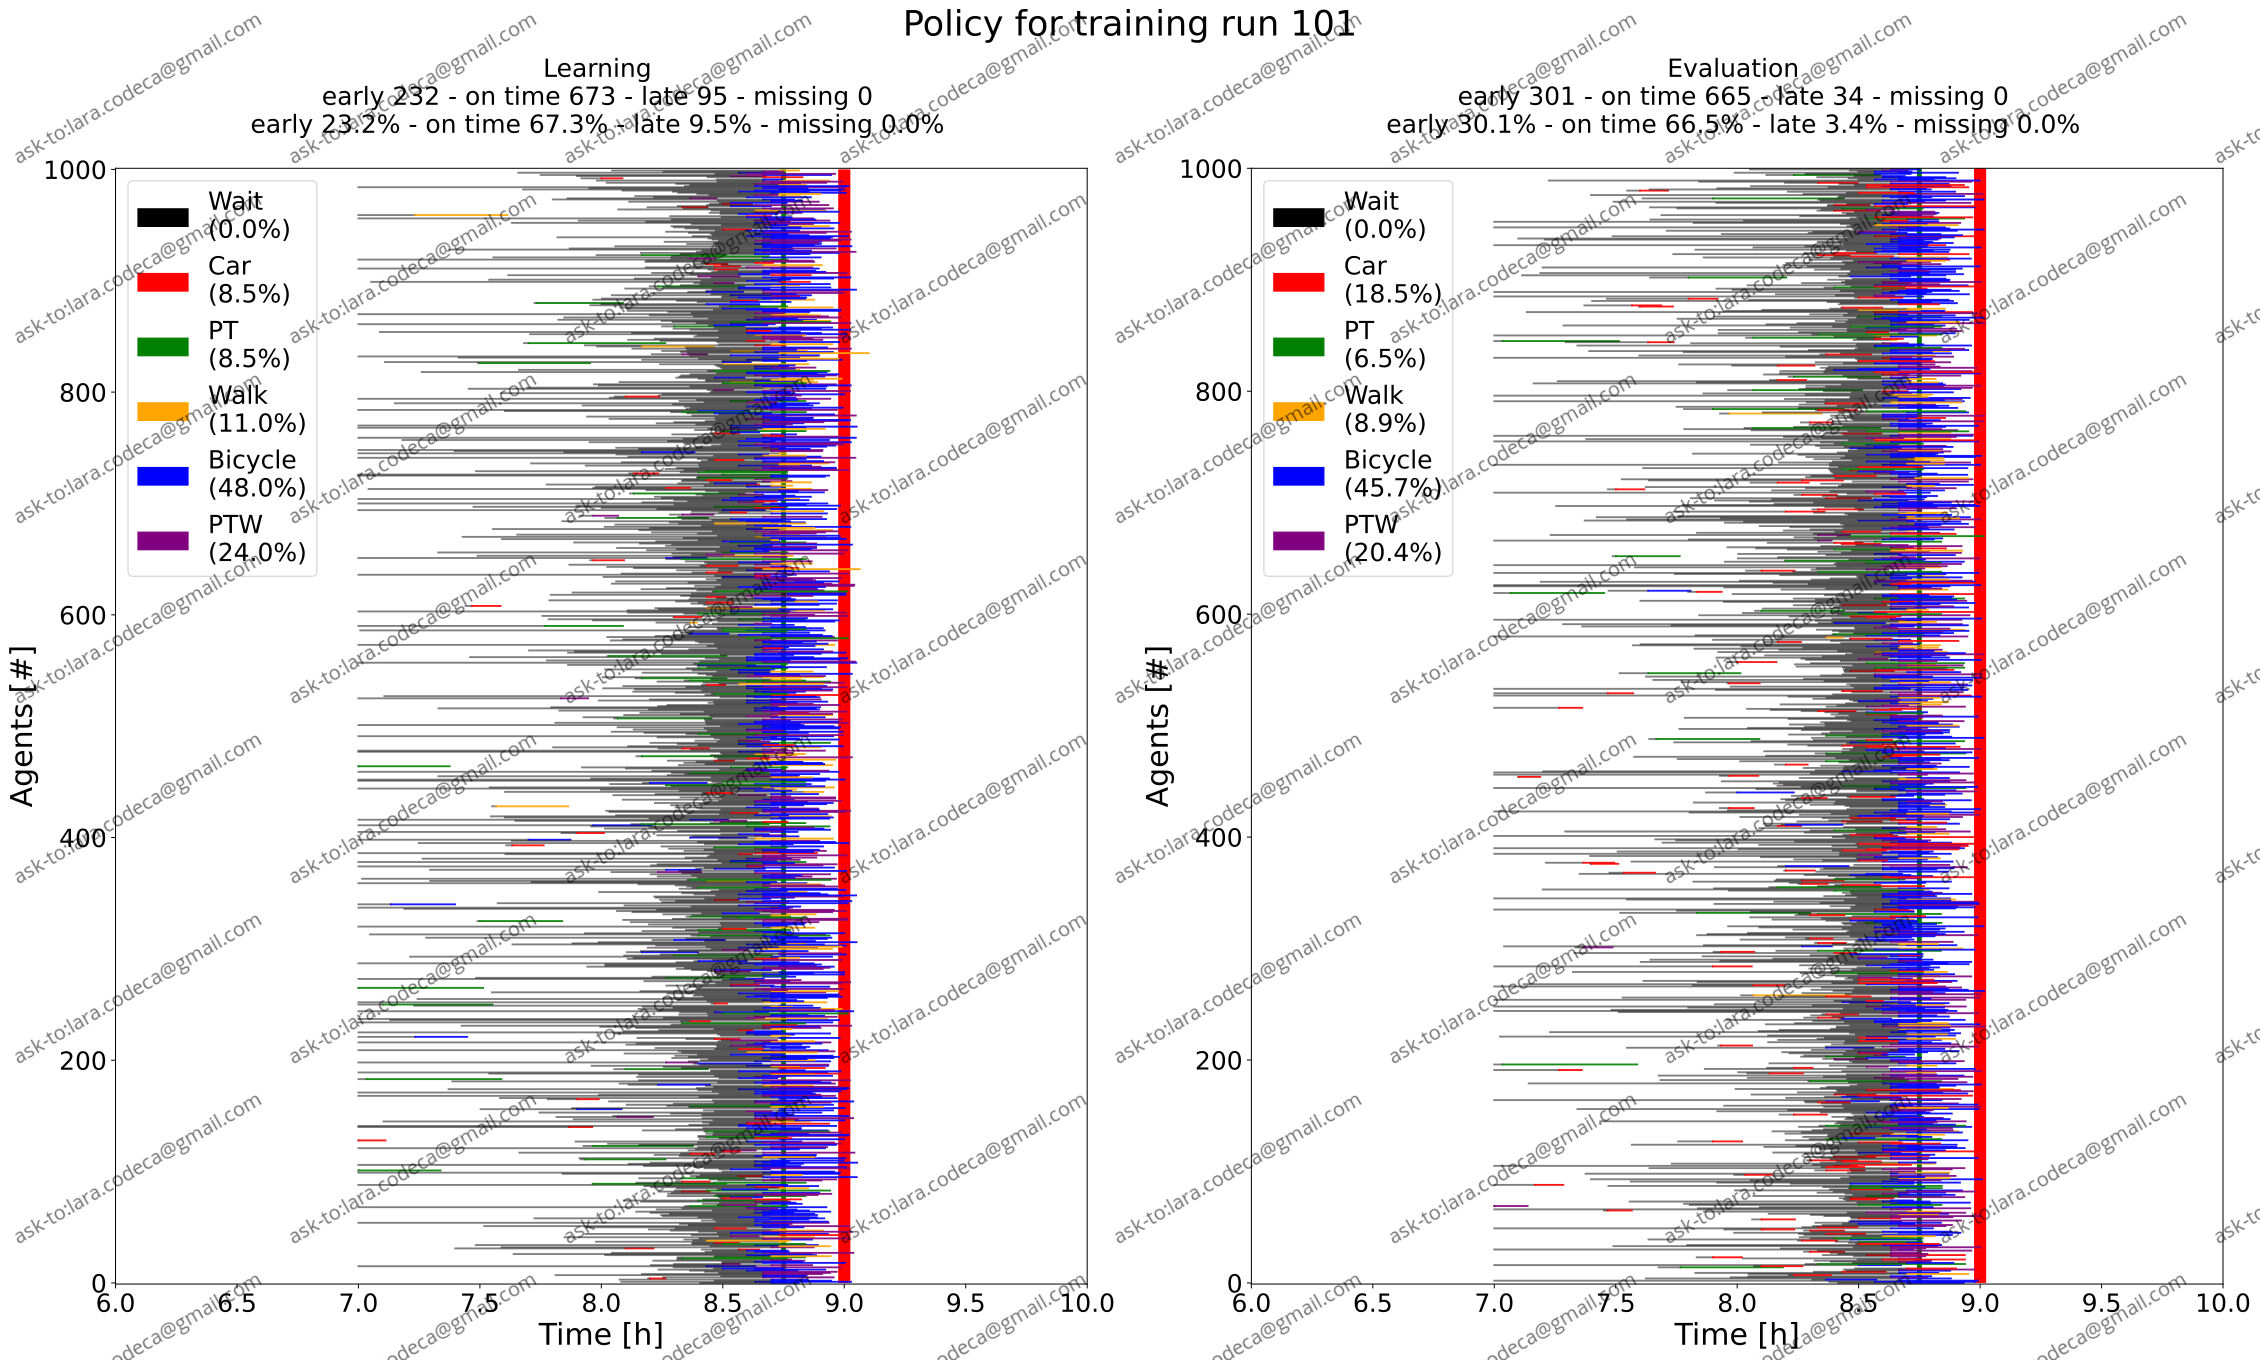 Policy for training run 101
Learning
early 232 - on time 673 - late 95 - missing 0
early 23.2% - on time 67.3% - late 9.5% - missing 0.0%
1000
800
600
400
200
0
Agents [#]
Wait
(0.0%)
Car
(8.5%)
PT
(8.5%)
Walk
(11.0%)
Bicycle
(48.0%)
PTW
(24.0%)
6.0 6.5 7.0 7.5 8.0 8.5 9.0 9.5 10.0
Time [h]
Evaluation
early 301 - on time 665 - late 34 - missing 0
early 30.1% - on time 66.5% - late 3.4% - missing 0.0%
1000
800
600
400
200
0
Agents [#]
Wait
(0.0%)
Car
(18.5%)
PT
(6.5%)
Walk
(8.9%)
Bicycle
(45.7%)
PTW
(20.4%)
6.0 6.5 7.0 7.5 8.0 8.5 9.0 9.5 10.0
Time [h]
ask-to:lara.codeca@gmail.com